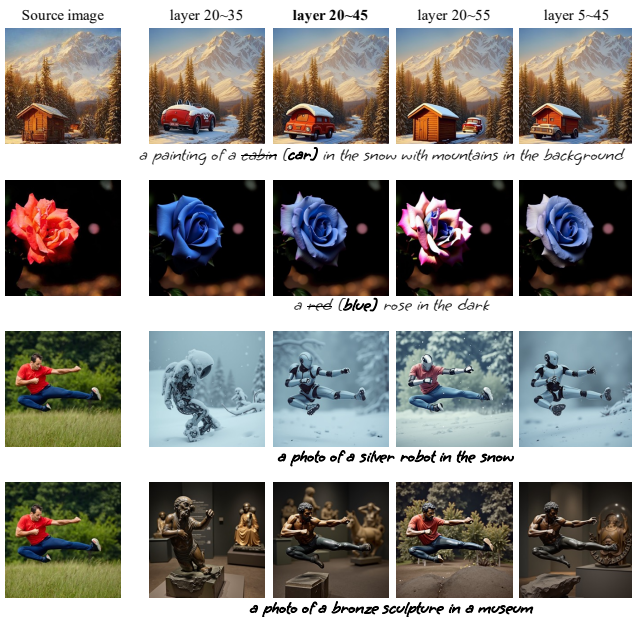 Source image layer 20~35 layer 20~45 layer 20~55 layer 5~45
a painting of a cabin (car) in the snow with mountains in the background
a red (blue) rose in the dark
a photo of a silver robot in the snow
a photo of a bronze sculpture in a museum